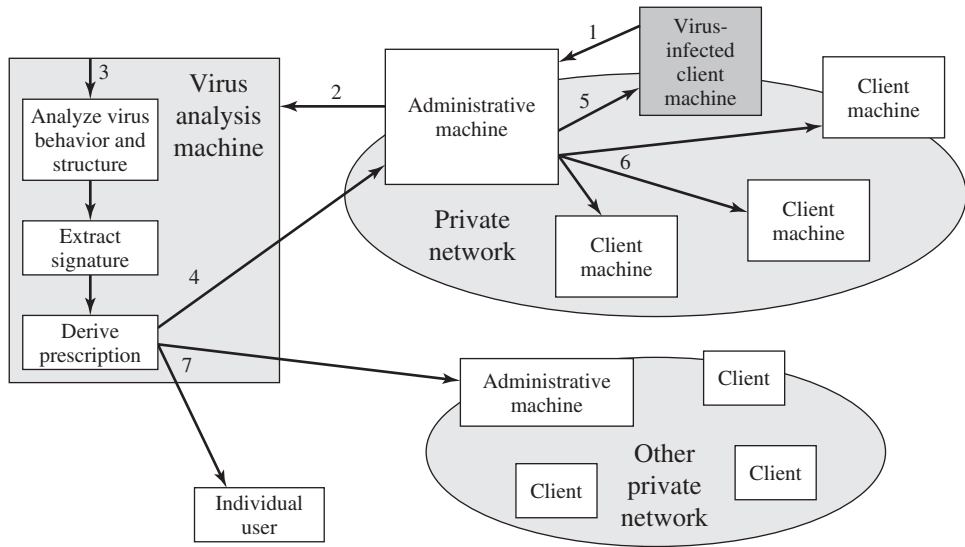 3
Virus
analysis
machine
Analyze virus
behavior and
structure
Extract
signature
Derive
prescription
2
4
7
Administrative
machine
1
Virus-
infected
client
machine
5
6
Client
machine
Client
machine
Client
machine
Private
network
Administrative
machine
Client
Client
Client
Other
private
network
Individual
user